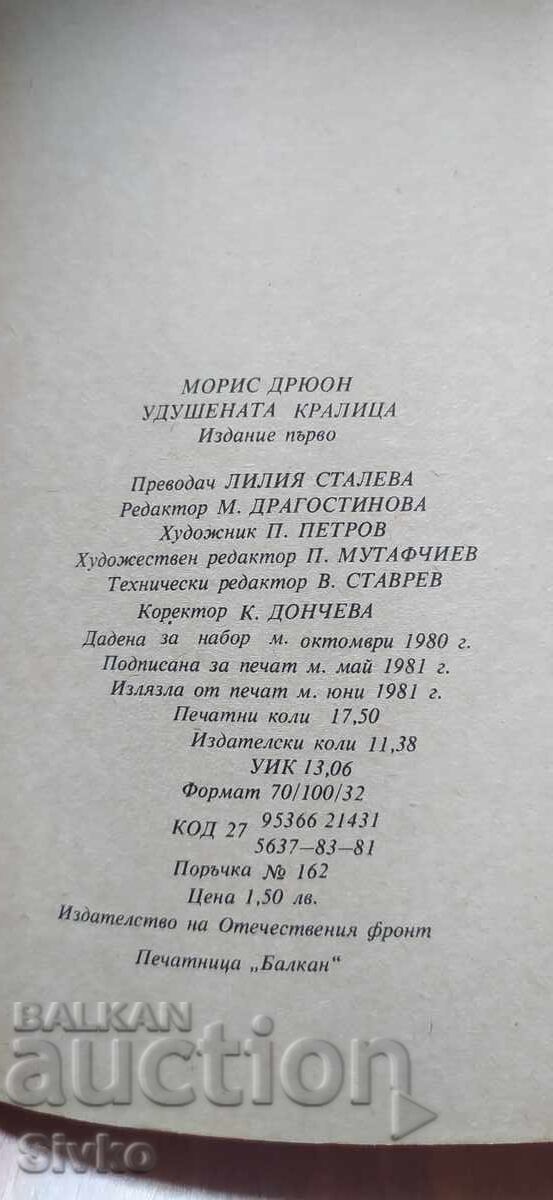 МОРИС ДРЮОН
УДУШЕНАТА КРАЛИЦА
Издание първо
Преводач ЛИЛИЯ СТАЛЕВА
Редактор М. ДРАГОСТИНОВА
Художник П. ПЕТРОВ
Художествен редактор П. МУТАФЧИЕВ
Технически редактор В. СТАВРЕВ
Коректор К. ДОНЧЕВА
Дадена за набор м. октомври 1980 г.
Подписана за печат м. май 1981 г.
Излязла от печат м. юни 1981 г.
Печатни коли 17,50
Издателски коли 11,38
УИК 13,06
Формат 70/100/32
КОД 27 95366 21431
5637—83—81
Поръчка № 162
Цена 1,50 лв.
Издателство на Отечествения фронт
Печатница „Балкан"
BALKAN
auction
Sivko